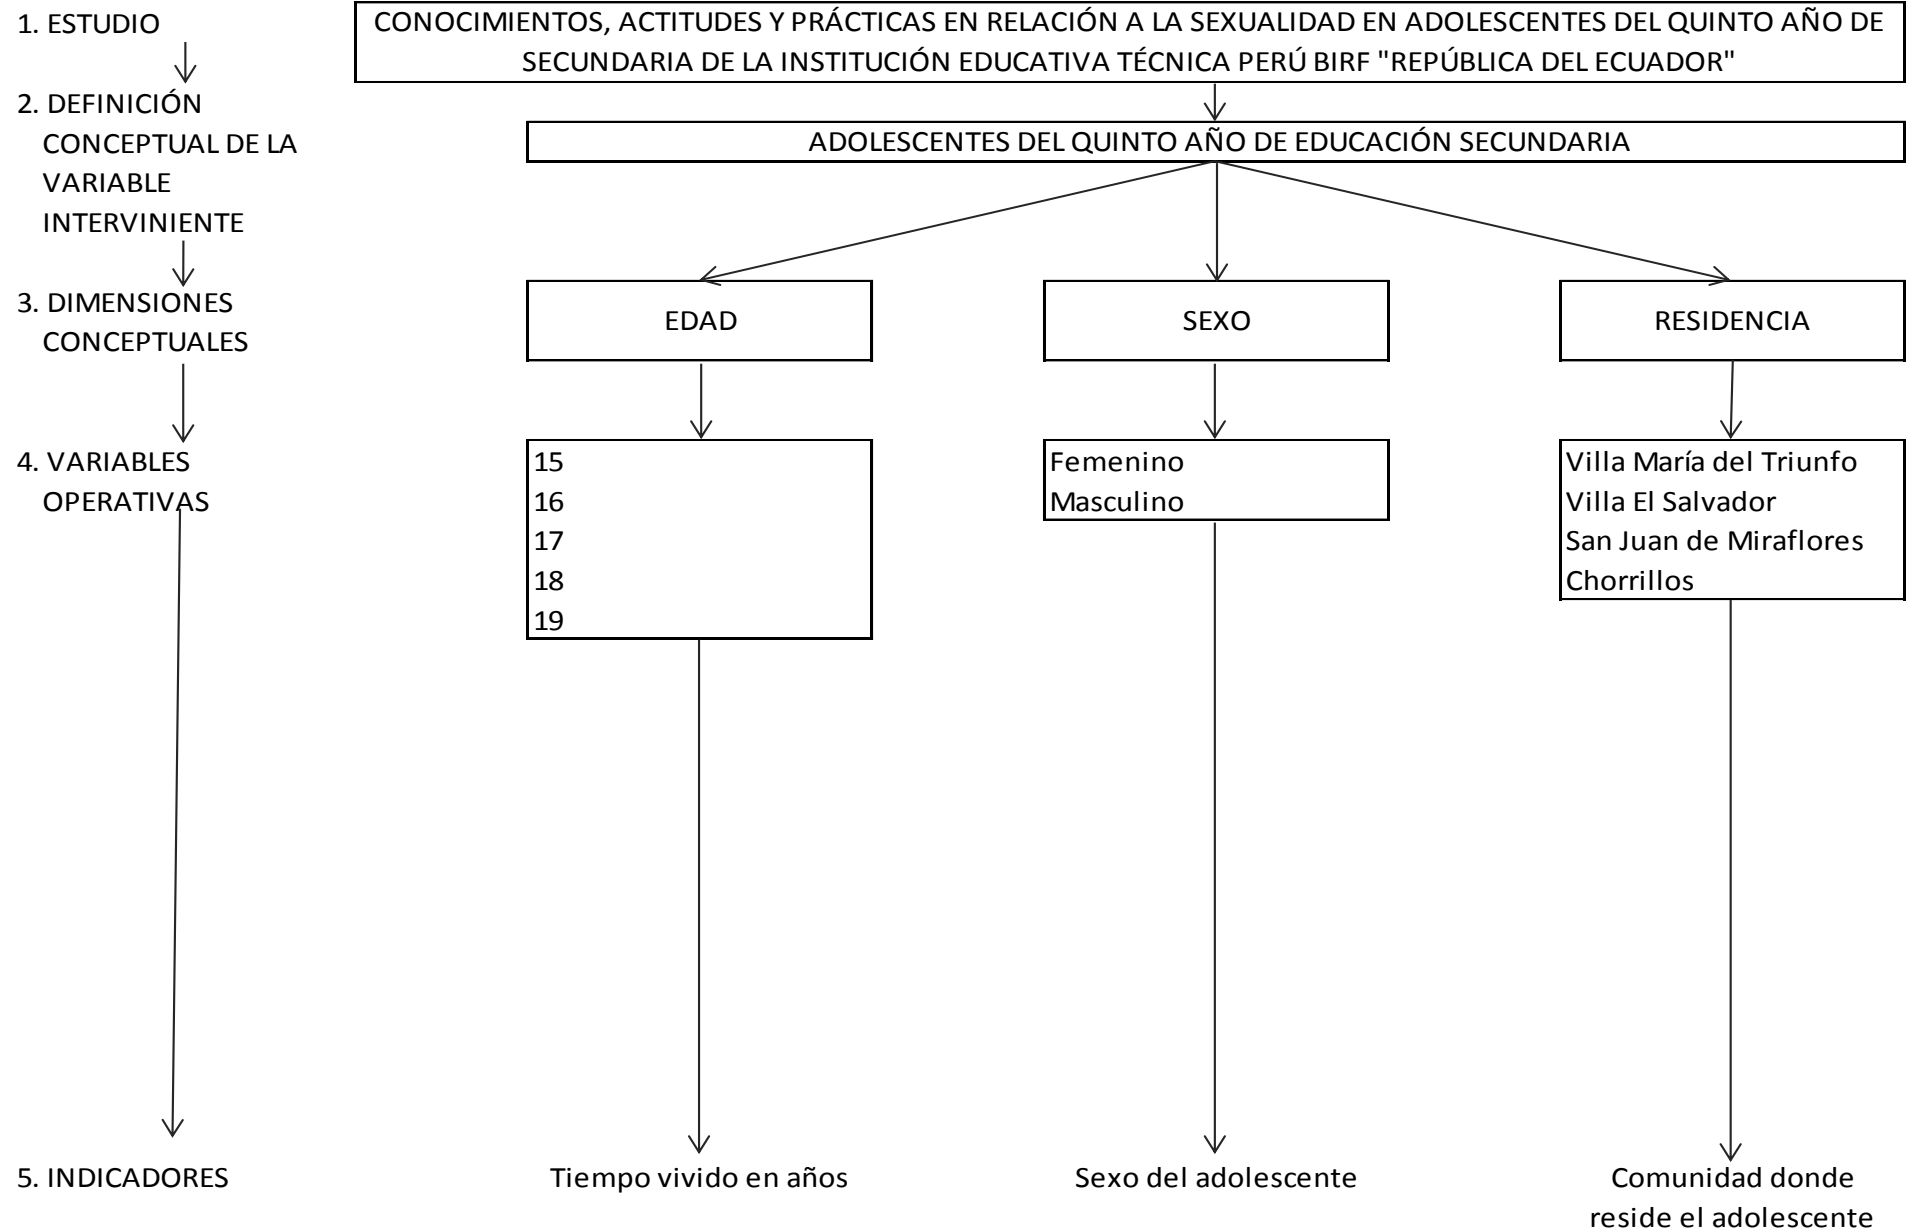 1. ESTUDIO
CONOCIMIENTOS, ACTITUDES Y PRÁCTICAS EN RELACIÓN A LA SEXUALIDAD EN ADOLESCENTES DEL QUINTO AÑO DE
SECUNDARIA DE LA INSTITUCIÓN EDUCATIVA TÉCNICA PERÚ BIRF "REPÚBLICA DEL ECUADOR"
2. DEFINICIÓN
CONCEPTUAL DE LA
VARIABLE
INTERVINIENTE
ADOLESCENTES DEL QUINTO AÑO DE EDUCACIÓN SECUNDARIA
3. DIMENSIONES
CONCEPTUALES
EDAD
SEXO
RESIDENCIA
4. VARIABLES
OPERATIVAS
15
16
17
18
19
Femenino
Masculino
Villa María del Triunfo
Villa El Salvador
San Juan de Miraflores
Chorrillos
5. INDICADORES
Tiempo vivido en años
Sexo del adolescente
Comunidad donde
reside el adolescente